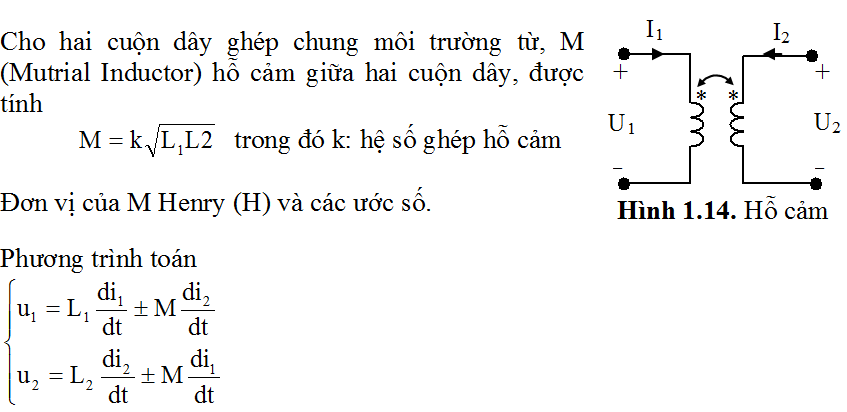 Cho hai cuộn dây ghép chung môi trường từ, M
(Mutrial Inductor) hỗ cảm giữa hai cuộn dây, được
tính
M = k√(L₁L2) trong đó k: hệ số ghép hỗ cảm
Đơn vị của M Henry (H) và các ước số.
Phương trình toán
u₁ = L₁ di₁/dt ± M di₂/dt
u₂ = L₂ di₂/dt ± M di₁/dt
I₁ I₂
+ +
* *
U₁ U₂
– –
Hình 1.14. Hỗ cảm